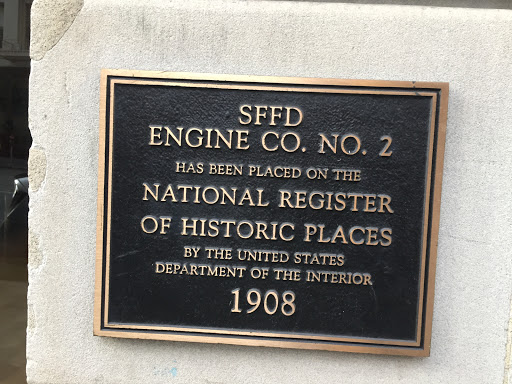 SFFD
ENGINE CO. NO. 2
HAS BEEN PLACED ON THE
NATIONAL REGISTER
OF HISTORIC PLACES
BY THE UNITED STATES
DEPARTMENT OF THE INTERIOR
1908